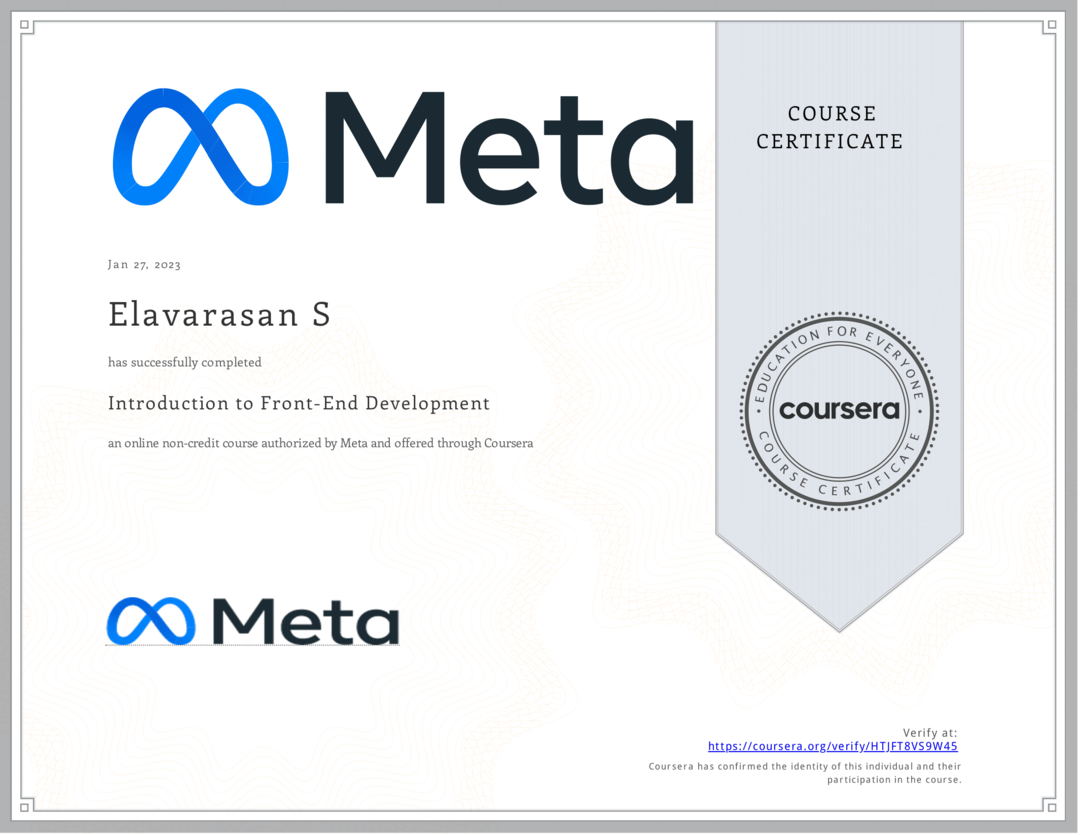 Meta
COURSE
CERTIFICATE
Jan 27, 2023
Elavarasan S
has successfully completed
Introduction to Front-End Development
an online non-credit course authorized by Meta and offered through Coursera
EDUCATION FOR EVERYONE
coursera
COURSE CERTIFICATE
Meta
Verify at:
https://coursera.org/verify/HTJFT8VS9W45
Coursera has confirmed the identity of this individual and their
participation in the course.